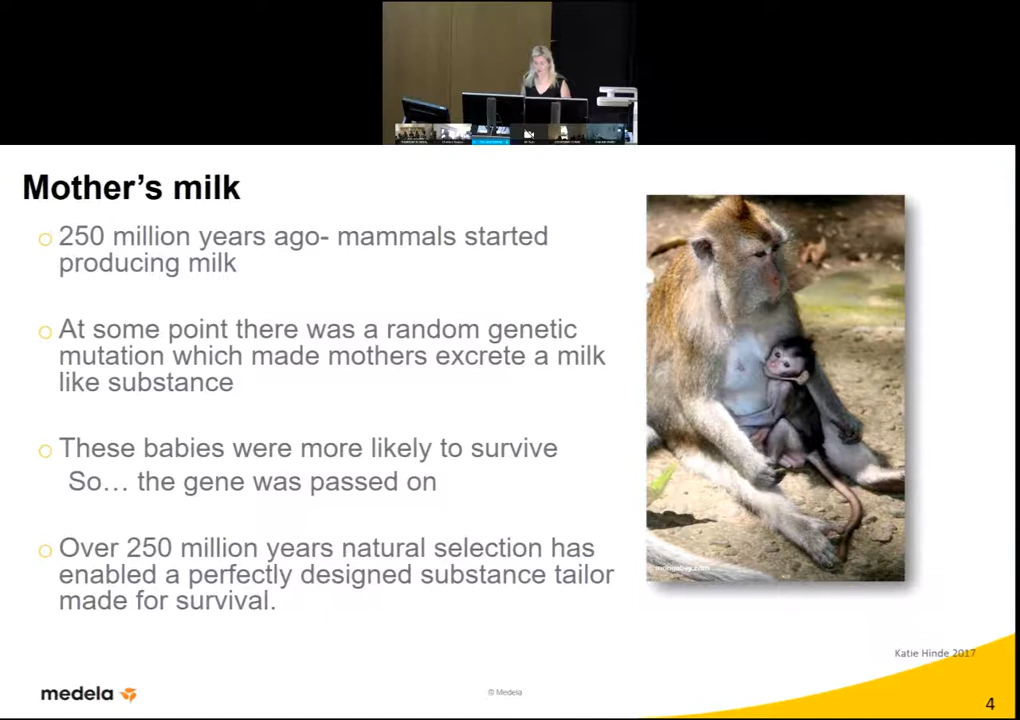 Mother's milk
250 million years ago- mammals started
producing milk
At some point there was a random genetic
mutation which made mothers excrete a milk
like substance
These babies were more likely to survive
So... the gene was passed on
Over 250 million years natural selection has
enabled a perfectly designed substance tailor
made for survival.
mongabay.com
Katie Hinde 2017
medela
© Medela
4